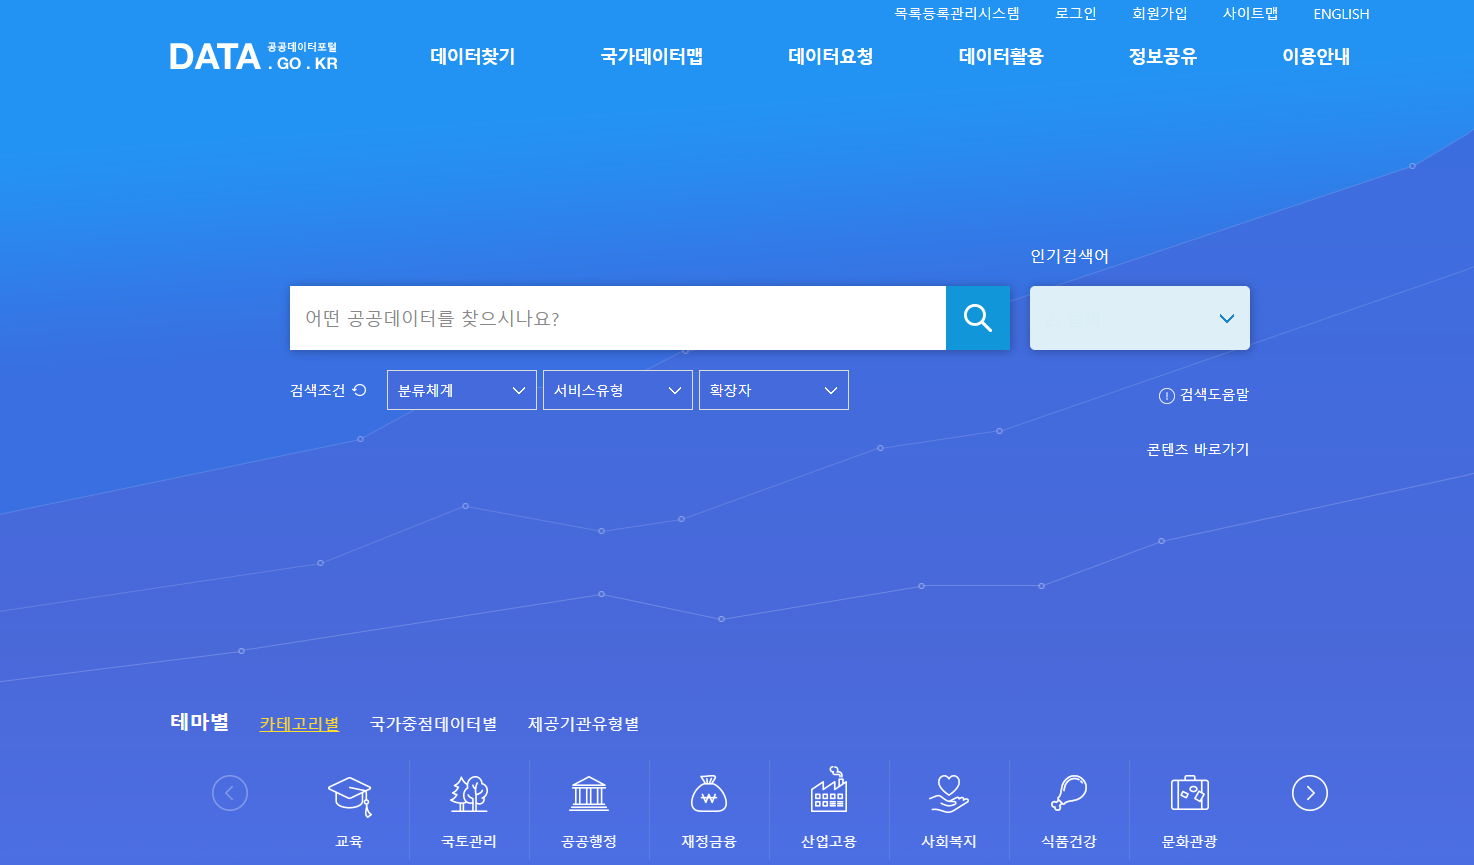 목록등록관리시스템 로그인 회원가입 사이트맵 ENGLISH
DATA 공공데이터포털 . GO . KR
데이터찾기 국가데이터맵 데이터요청 데이터활용 정보공유 이용안내
인기검색어
어떤 공공데이터를 찾으시나요?
검색조건 분류체계 서비스유형 확장자
검색도움말
콘텐츠 바로가기
테마별 카테고리별 국가중점데이터별 제공기관유형별
교육 국토관리 공공행정 재정금융 산업고용 사회복지 식품건강 문화관광